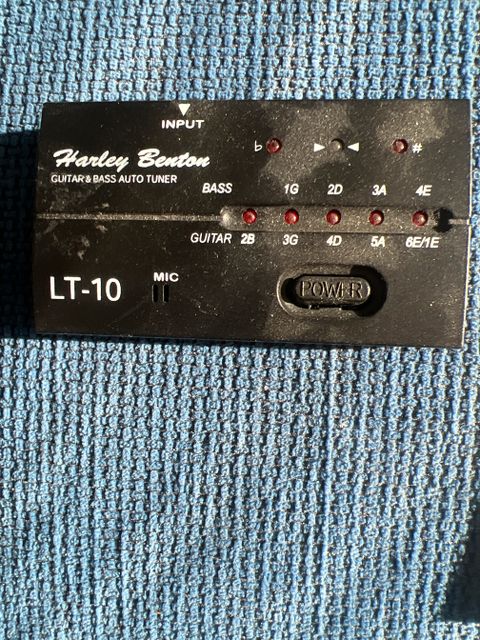 INPUT
♭ ► ◄ #
Harley Benton
GUITAR & BASS AUTO TUNER
BASS 1G 2D 3A 4E
GUITAR 2B 3G 4D 5A 6E/1E
LT-10
MIC
POWER